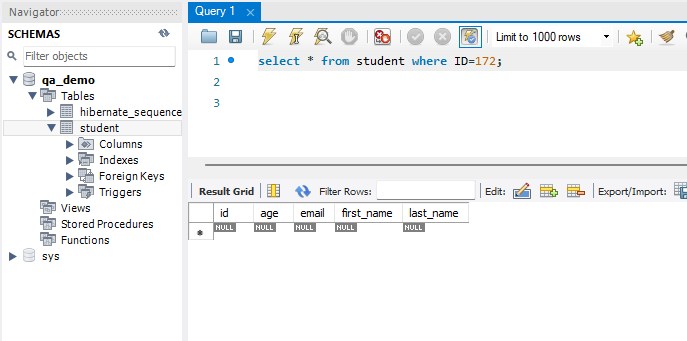 Navigator
SCHEMAS
Filter objects
qa_demo
Tables
hibernate_sequence
student
Columns
Indexes
Foreign Keys
Triggers
Views
Stored Procedures
Functions
sys
Query 1
Limit to 1000 rows
1 select * from student where ID=172;
2
3
Result Grid Filter Rows: Edit: Export/Import:
id age email first_name last_name
* NULL NULL NULL NULL NULL